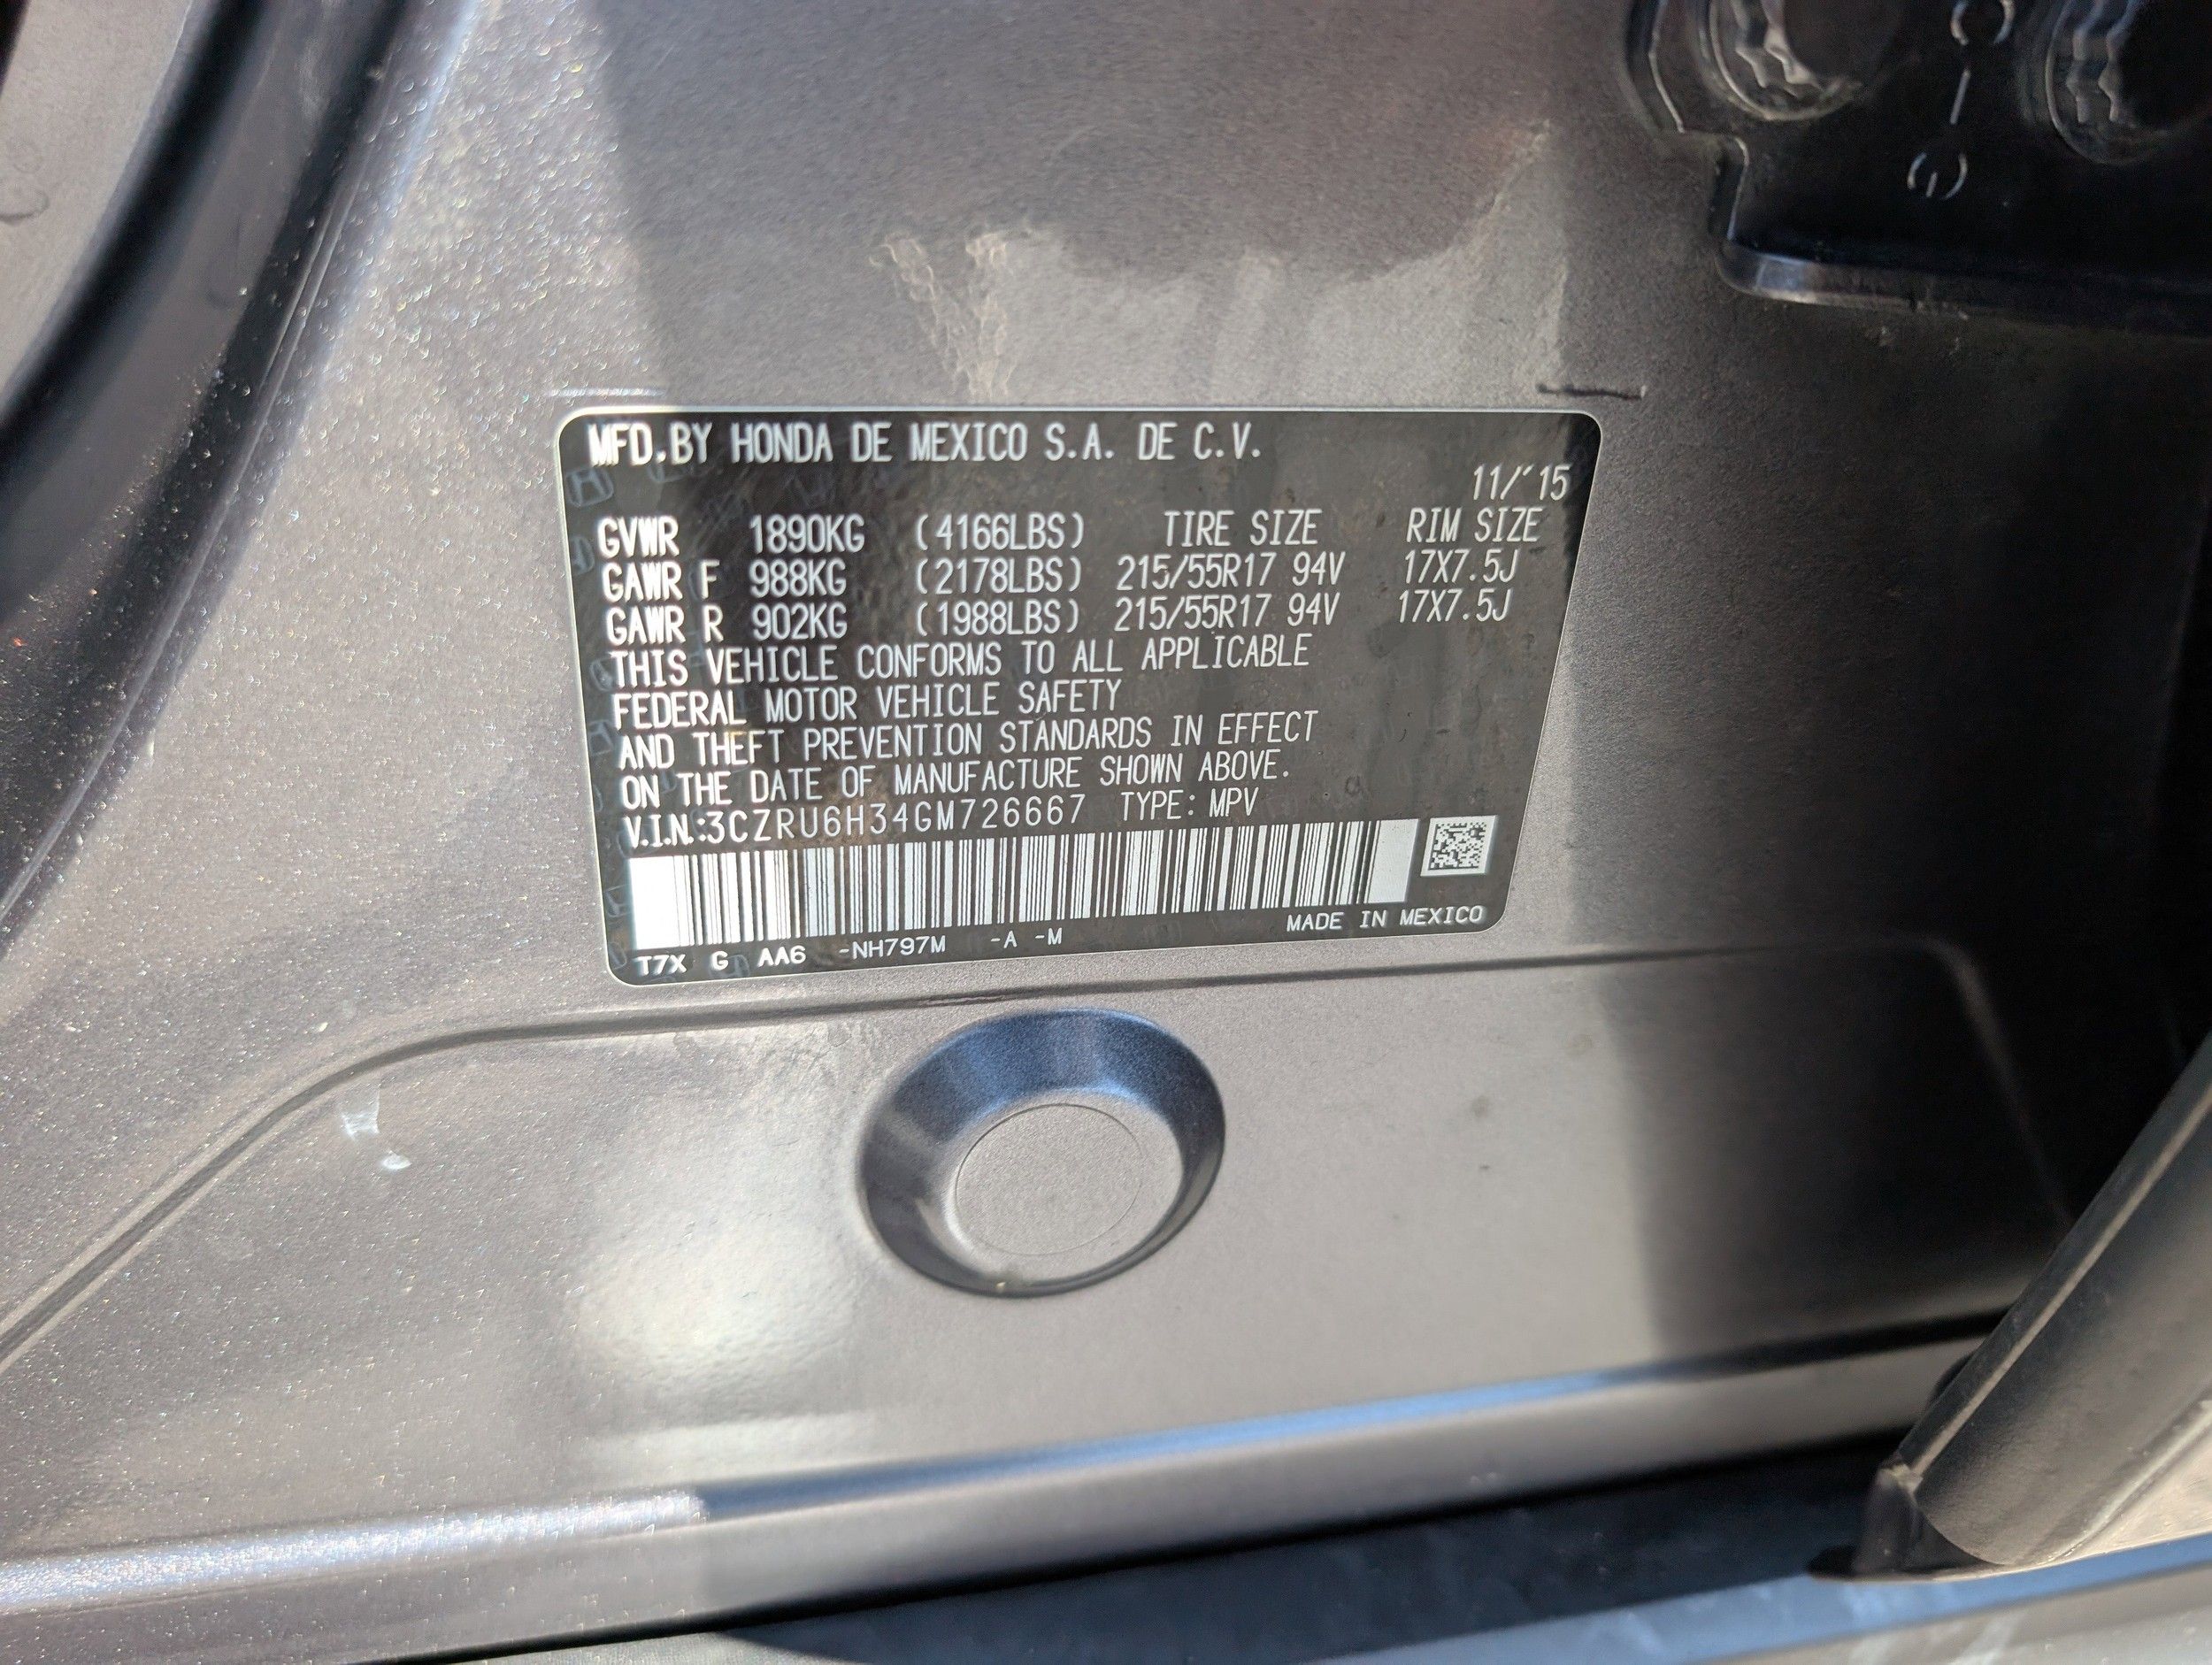 MFD.BY HONDA DE MEXICO S.A. DE C.V.
11/'15
GVWR 1890KG (4166LBS) TIRE SIZE RIM SIZE
GAWR F 988KG (2178LBS) 215/55R17 94V 17X7.5J
GAWR R 902KG (1988LBS) 215/55R17 94V 17X7.5J
THIS VEHICLE CONFORMS TO ALL APPLICABLE
FEDERAL MOTOR VEHICLE SAFETY
AND THEFT PREVENTION STANDARDS IN EFFECT
ON THE DATE OF MANUFACTURE SHOWN ABOVE.
V.I.N.:3CZRU6H34GM726667 TYPE: MPV
MADE IN MEXICO
T7X G AA6 -NH797M -A -M